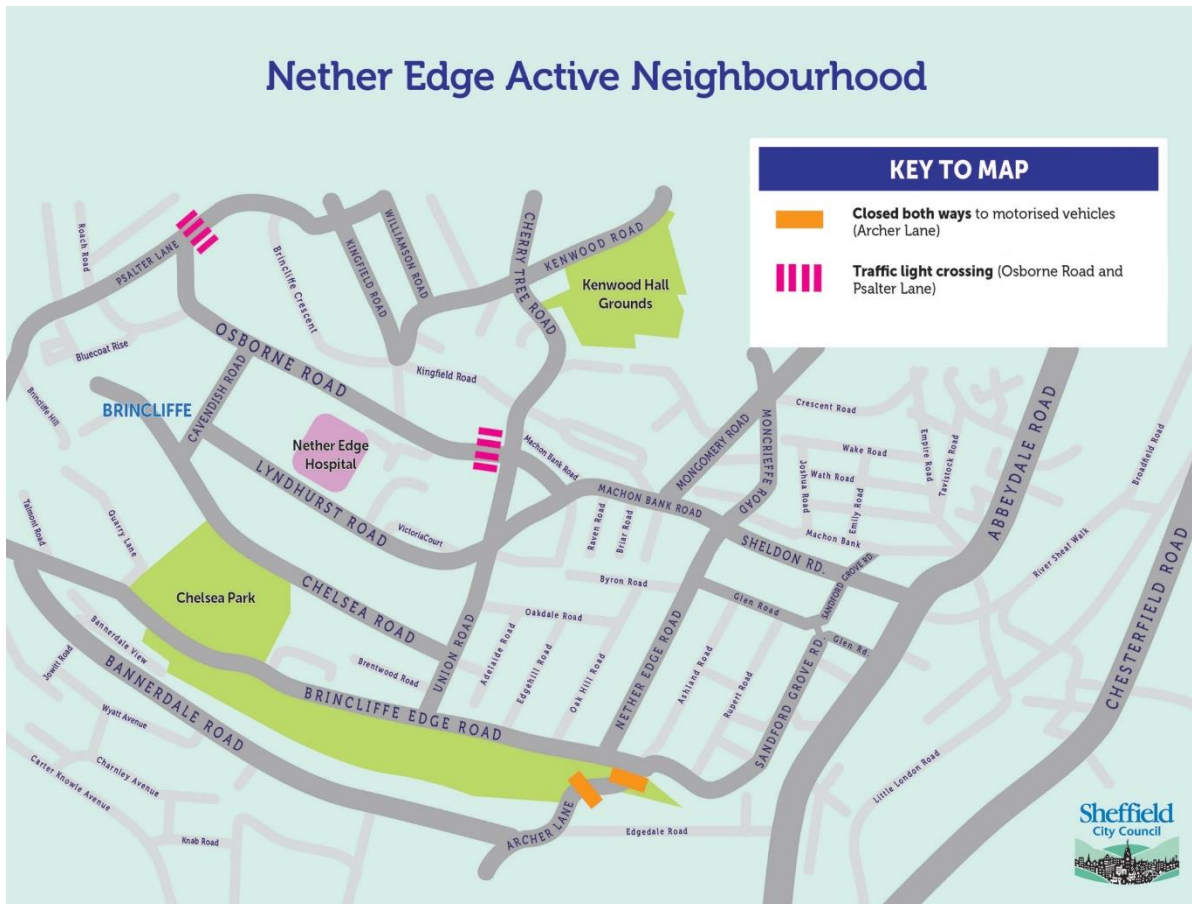 Nether Edge Active Neighbourhood
KEY TO MAP
Closed both ways to motorised vehicles
(Archer Lane)
Traffic light crossing (Osborne Road and
Psalter Lane)
Roach Road
PSALTER LANE
Bluecoat Rise
Brincliffe Hill
BRINCLIFFE
Brincliffe Crescent
KINGFIELD ROAD
WILLIAMSON ROAD
CHERRY TREE ROAD
KENWOOD ROAD
Kenwood Hall
Grounds
OSBORNE ROAD
CAVENDISH ROAD
Kingfield Road
Nether Edge
Hospital
LYNDHURST ROAD
VictoriaCourt
Machon Bank Road
MACHON BANK ROAD
MONTGOMERY ROAD
MONCRIEFFE ROAD
Crescent Road
Wake Road
Wath Road
Joshua Road
Emily Road
Empire Road
Tavistock Road
Machon Bank
ABBEYDALE ROAD
Broadfield Road
River Sheaf Walk
CHESTERFIELD ROAD
Talmont Road
Quarry Lane
Chelsea Park
CHELSEA ROAD
UNION ROAD
Raven Road
Briar Road
Byron Road
SHELDON RD.
SANDFORD GROVE RD.
Glen Road
Glen Rd.
Oakdale Road
Adelaide Road
Edgehill Road
Oak Hill Road
NETHER EDGE ROAD
Ashland Road
Rupert Road
SANDFORD GROVE RD.
Brentwood Road
BRINCLIFFE EDGE ROAD
Bannerdale View
Jowitt Road
BANNERDALE ROAD
Wyatt Avenue
Charnley Avenue
Carter Knowle Avenue
Knab Road
ARCHER LANE
Edgedale Road
Little London Road
Sheffield
City Council